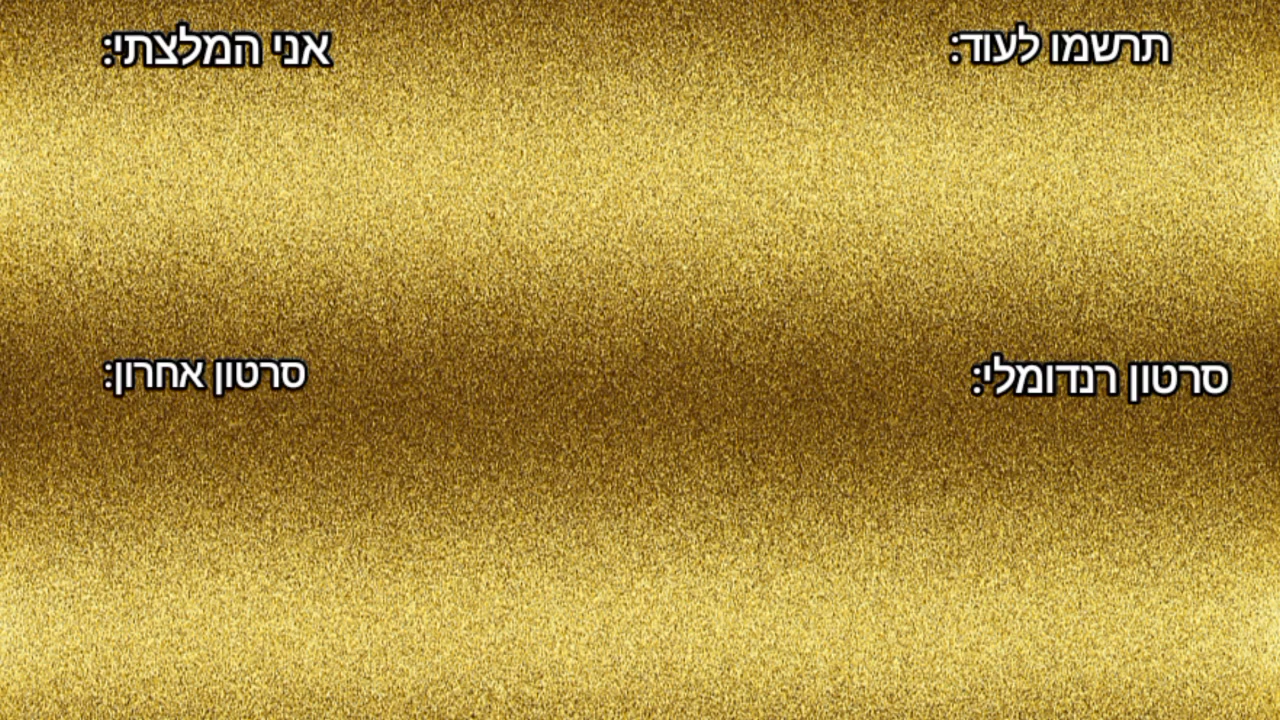 תרשמו לעוד:
אני המלצתי:
סרטון רנדומלי:
סרטון אחרון: